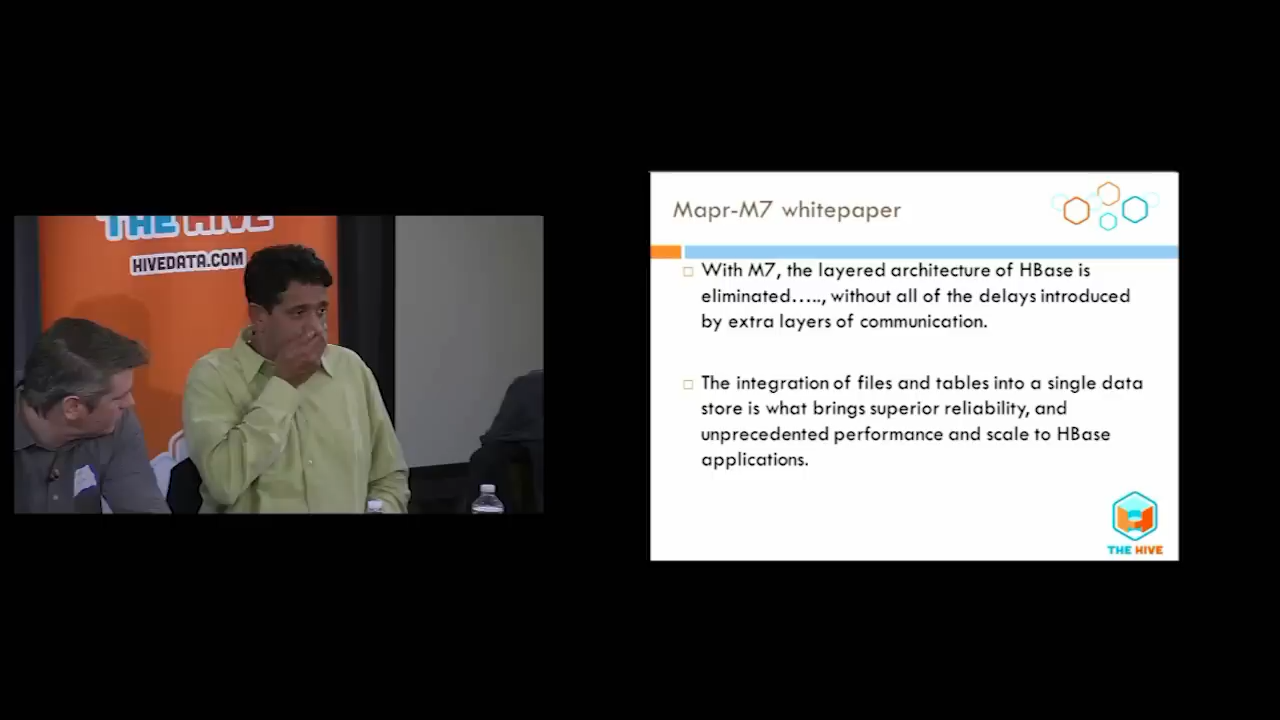 THE HIVE
HIVEDATA.COM
Mapr-M7 whitepaper
With M7, the layered architecture of HBase is
eliminated….., without all of the delays introduced
by extra layers of communication.
The integration of files and tables into a single data
store is what brings superior reliability, and
unprecedented performance and scale to HBase
applications.
THE HIVE